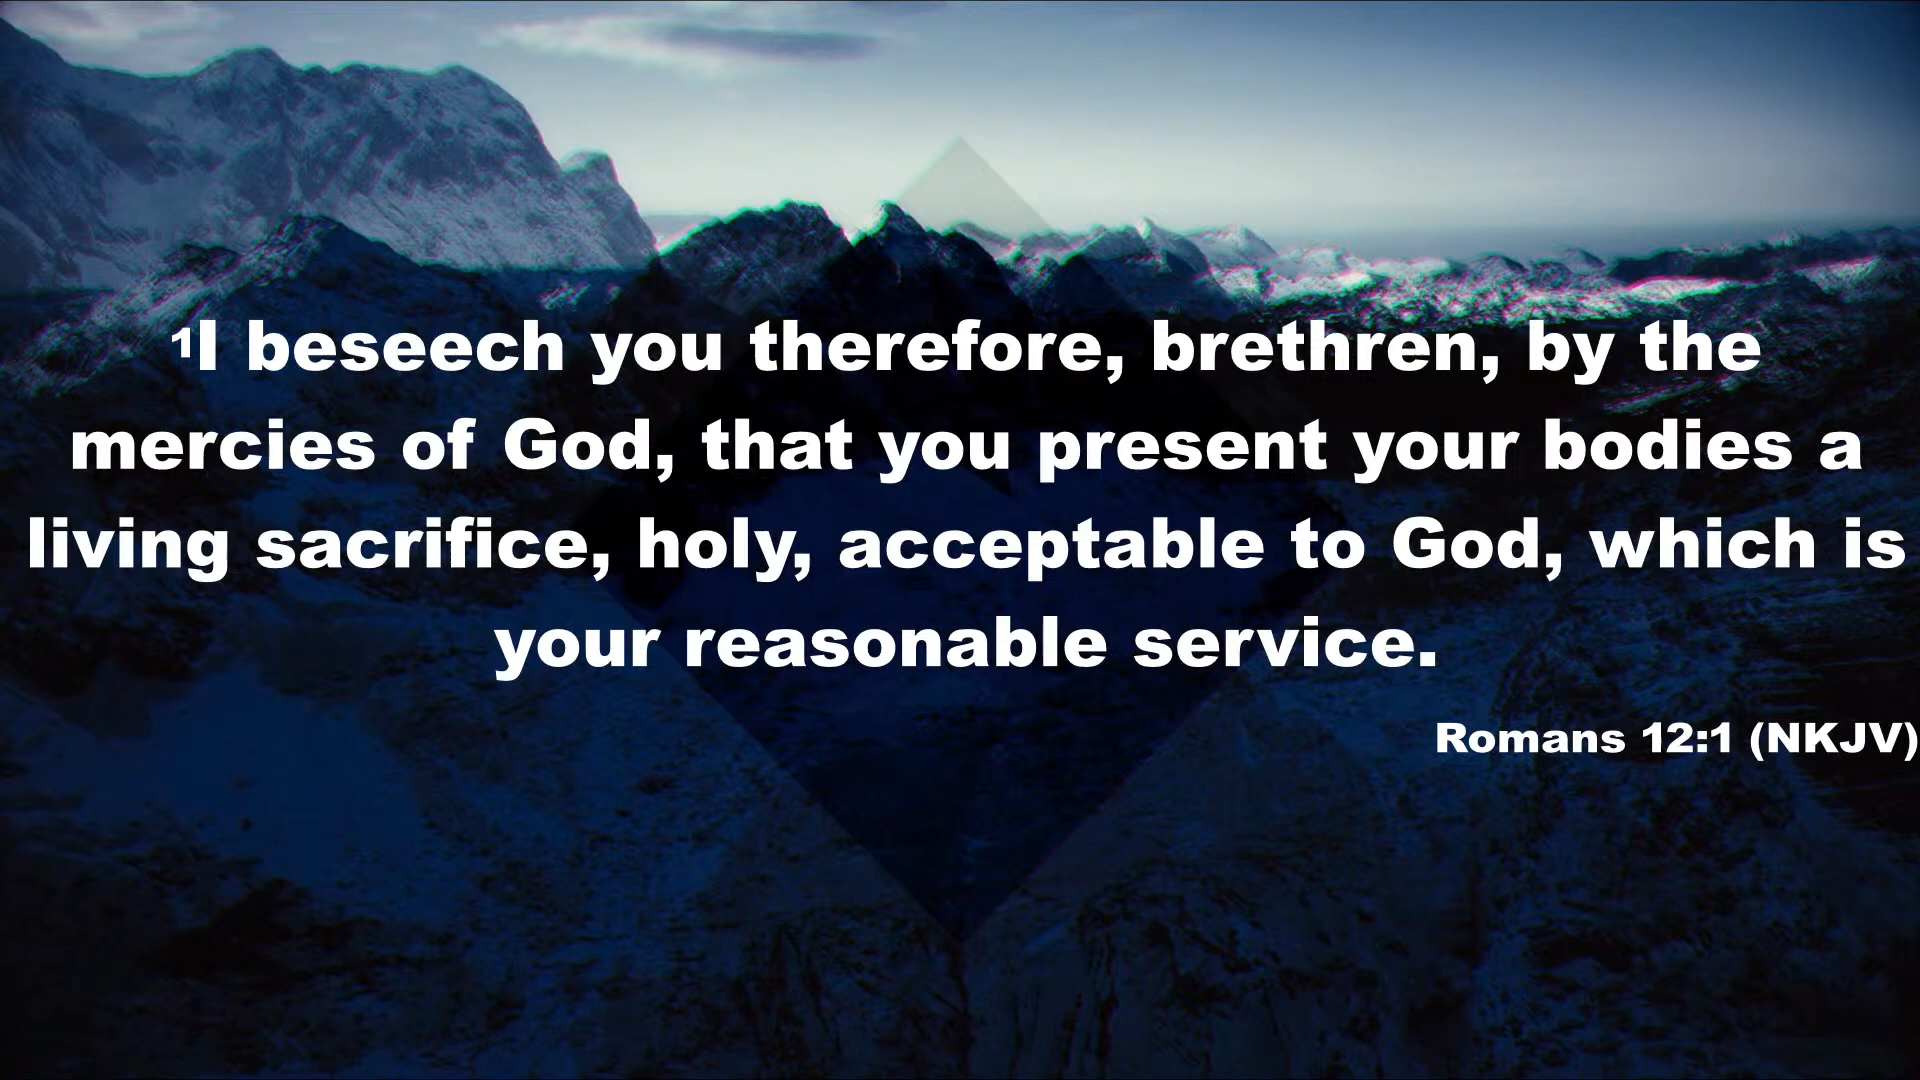 ¹I beseech you therefore, brethren, by the
mercies of God, that you present your bodies a
living sacrifice, holy, acceptable to God, which is
your reasonable service.
Romans 12:1 (NKJV)